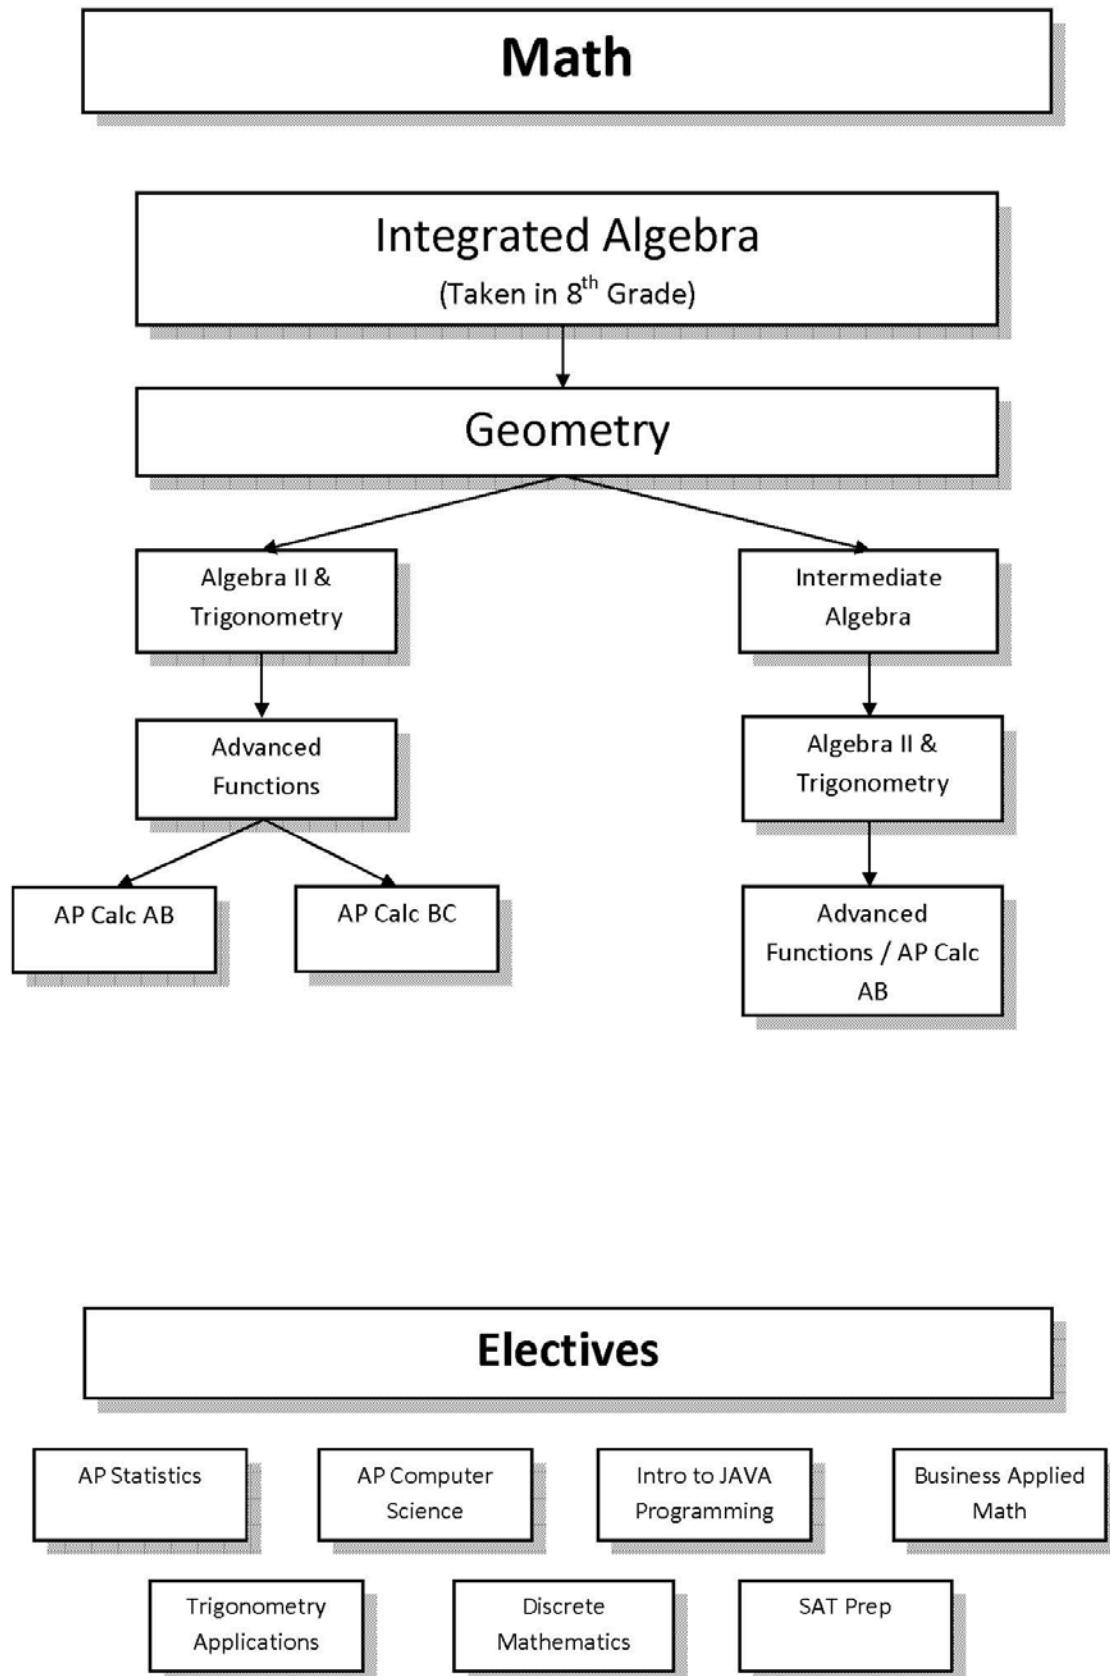 Math
Integrated Algebra
(Taken in 8th Grade)
Geometry
Algebra II &
Trigonometry
Intermediate
Algebra
Advanced
Functions
Algebra II &
Trigonometry
AP Calc AB
AP Calc BC
Advanced
Functions / AP Calc
AB
Electives
AP Statistics
AP Computer
Science
Intro to JAVA
Programming
Business Applied
Math
Trigonometry
Applications
Discrete
Mathematics
SAT Prep